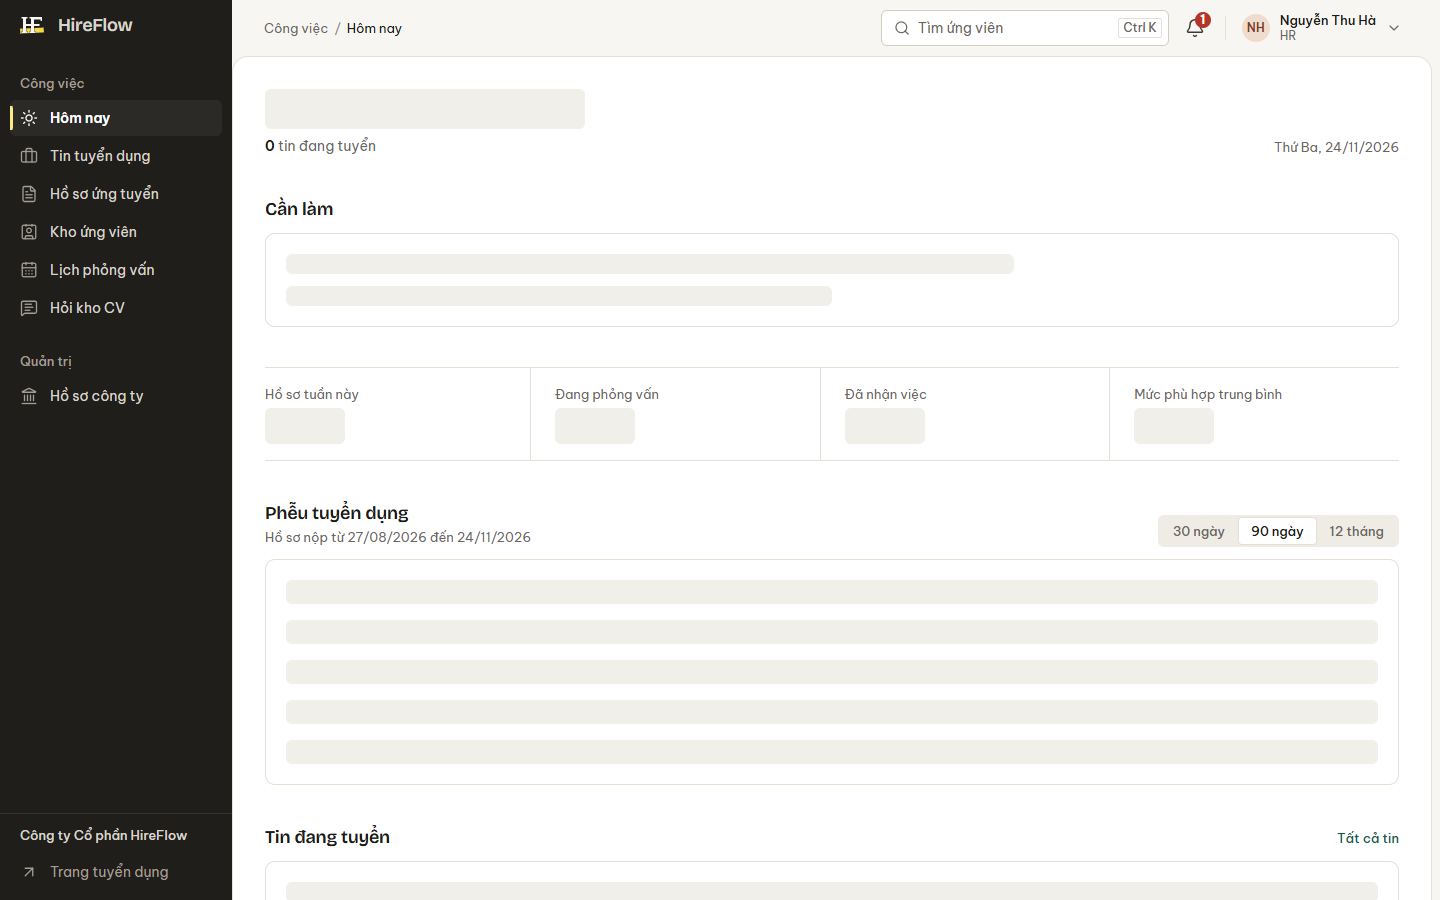 HF HireFlow
Công việc
Hôm nay
Tin tuyển dụng
Hồ sơ ứng tuyển
Kho ứng viên
Lịch phỏng vấn
Hỏi kho CV
Quản trị
Hồ sơ công ty
Công ty Cổ phần HireFlow
Trang tuyển dụng
Công việc / Hôm nay
Tìm ứng viên Ctrl K
1
NH
Nguyễn Thu Hà
HR
0 tin đang tuyển
Thứ Ba, 24/11/2026
Cần làm
Hồ sơ tuần này
Đang phỏng vấn
Đã nhận việc
Mức phù hợp trung bình
Phễu tuyển dụng
Hồ sơ nộp từ 27/08/2026 đến 24/11/2026
30 ngày 90 ngày 12 tháng
Tin đang tuyển
Tất cả tin